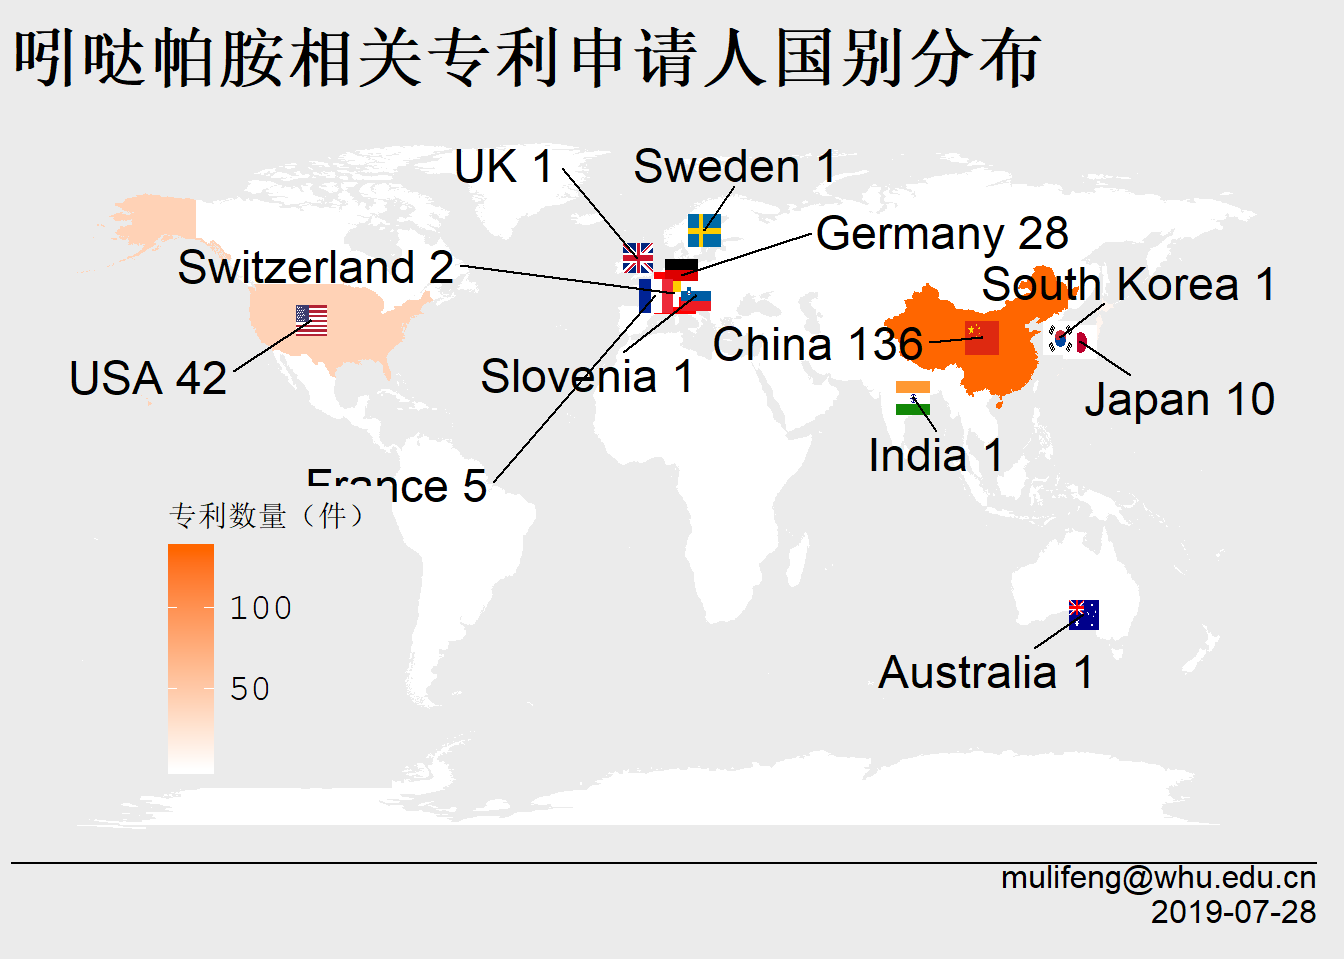 吲哒帕胺相关专利申请人国别分布
UK 1
Sweden 1
Germany 28
Switzerland 2
South Korea 1
China 136
USA 42
Slovenia 1
Japan 10
India 1
France 5
专利数量（件）
100
50
Australia 1
mulifeng@whu.edu.cn
2019-07-28